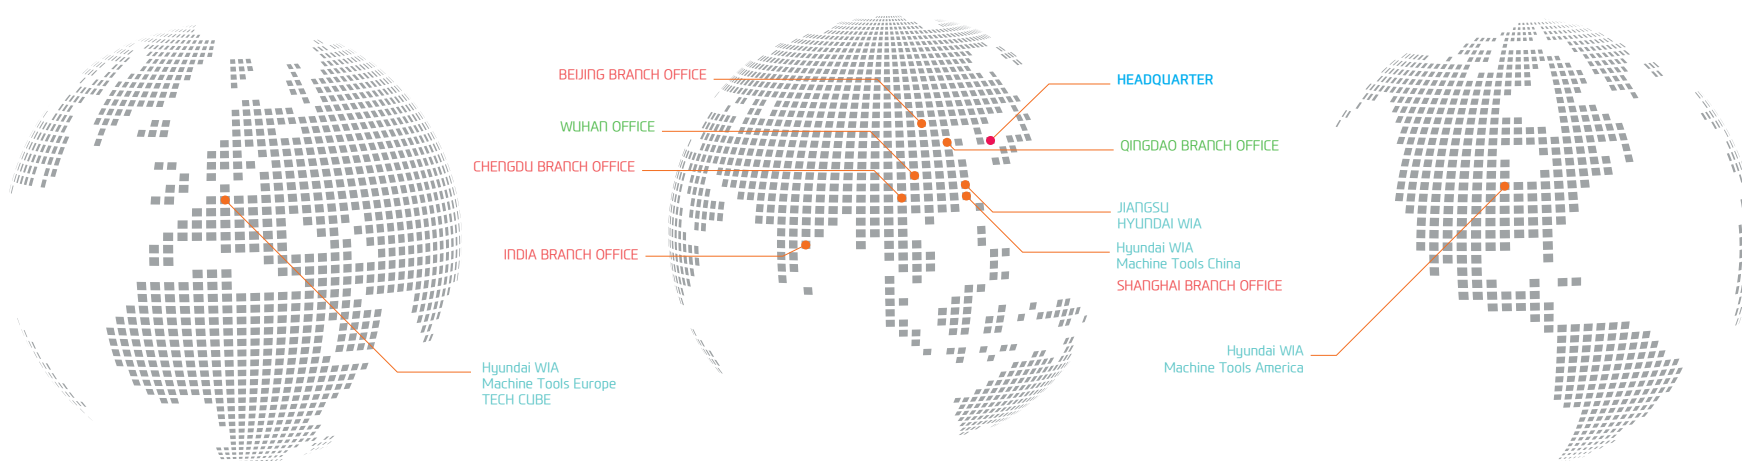 BEIJING BRANCH OFFICE
WUHAN OFFICE
CHENGDU BRANCH OFFICE
INDIA BRANCH OFFICE
HEADQUARTER
QINGDAO BRANCH OFFICE
JIANGSU
HYUNDAI WIA
Hyundai WIA
Machine Tools China
SHANGHAI BRANCH OFFICE
Hyundai WIA
Machine Tools Europe
TECH CUBE
Hyundai WIA
Machine Tools America